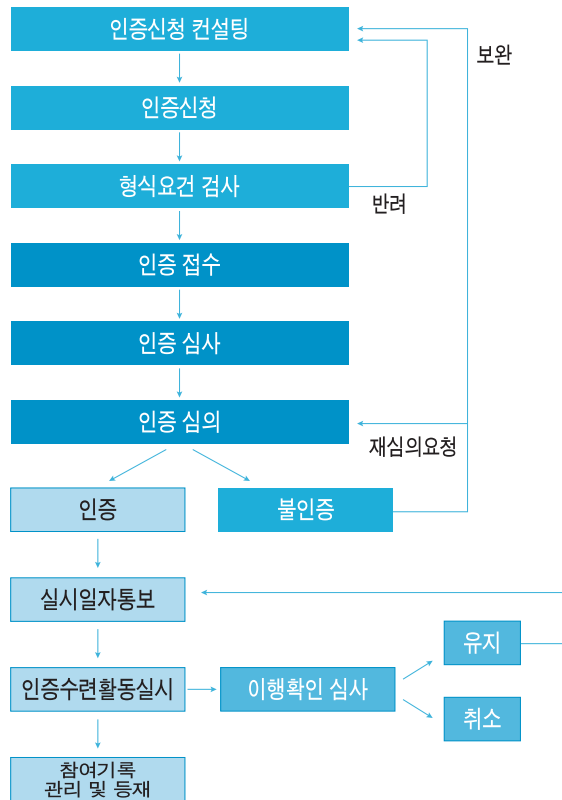 인증신청 컨설팅
보완
인증신청
형식요건 검사
반려
인증 접수
인증 심사
인증 심의
재심의요청
인증
불인증
실시일자통보
유지
인증수련활동실시
이행확인 심사
취소
참여기록
관리 및 등재